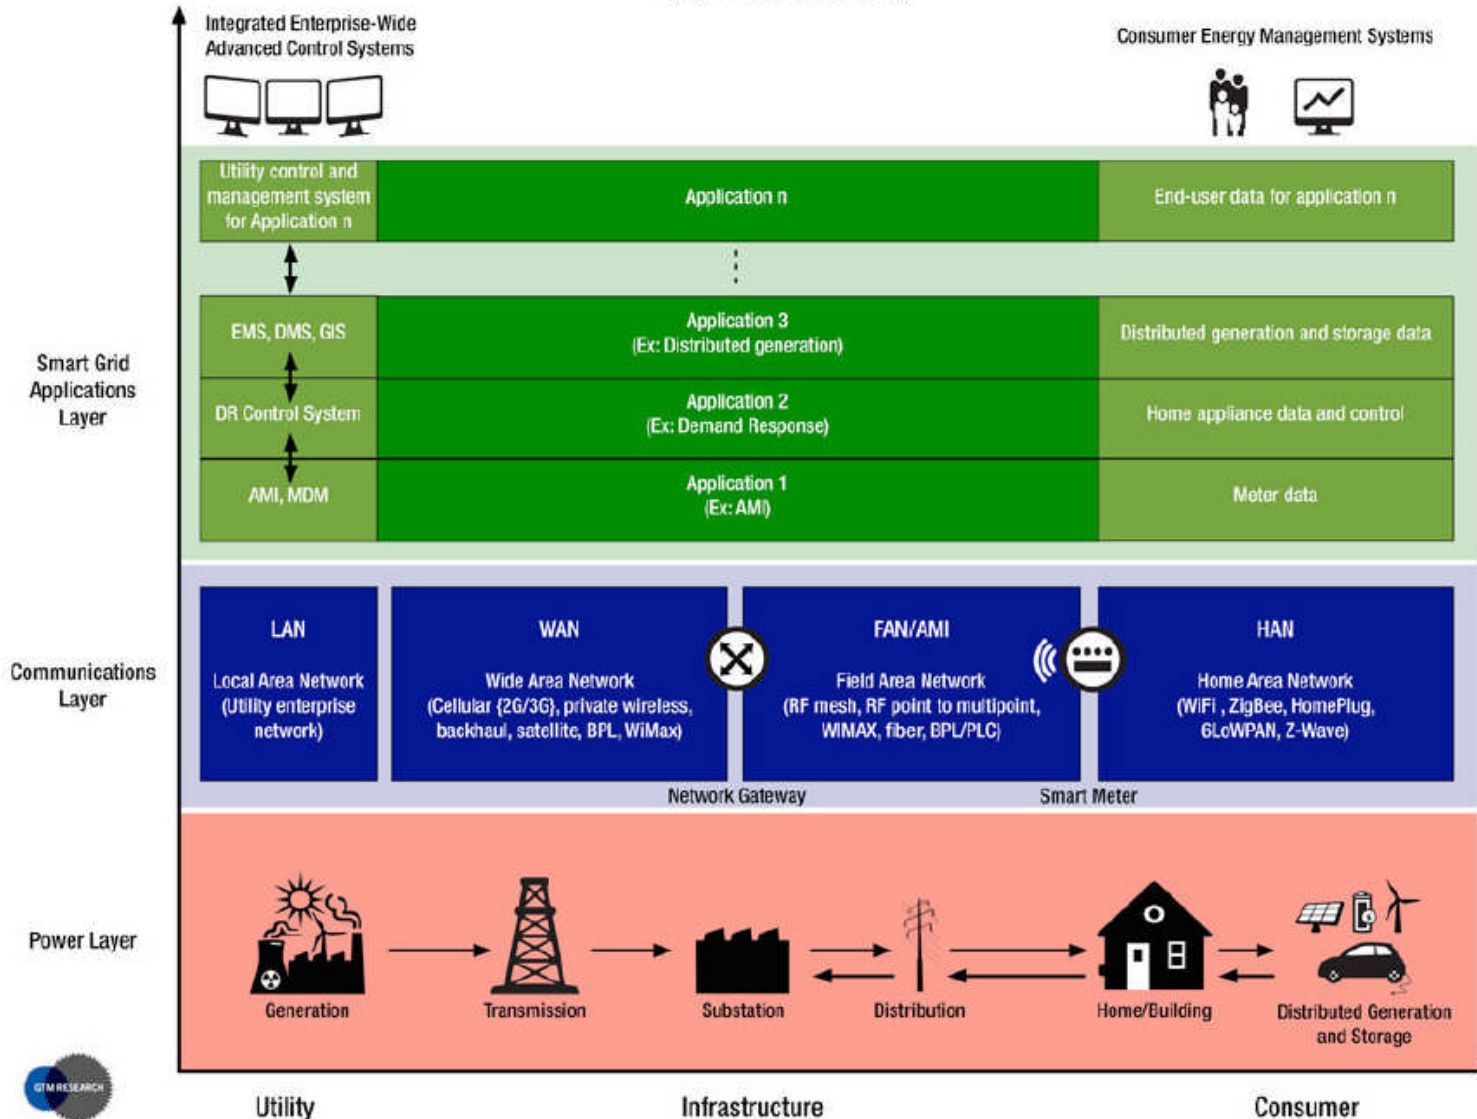 Integrated Enterprise-Wide
Advanced Control Systems
Consumer Energy Management Systems
Utility control and
management system
for Application n
Application n
End-user data for application n
Smart Grid
Applications
Layer
EMS, DMS, GIS
Application 3
(Ex: Distributed generation)
Distributed generation and storage data
DR Control System
Application 2
(Ex: Demand Response)
Home appliance data and control
AMI, MDM
Application 1
(Ex: AMI)
Meter data
Communications
Layer
LAN
Local Area Network
(Utility enterprise
network)
WAN
Wide Area Network
(Cellular {2G/3G}, private wireless,
backhaul, satellite, BPL, WiMax)
FAN/AMI
Field Area Network
(RF mesh, RF point to multipoint,
WIMAX, fiber, BPL/PLC)
HAN
Home Area Network
(WiFi , ZigBee, HomePlug,
6LoWPAN, Z-Wave)
Network Gateway
Smart Meter
Power Layer
Generation
Transmission
Substation
Distribution
Home/Building
Distributed Generation
and Storage
GTM RESEARCH
Utility
Infrastructure
Consumer